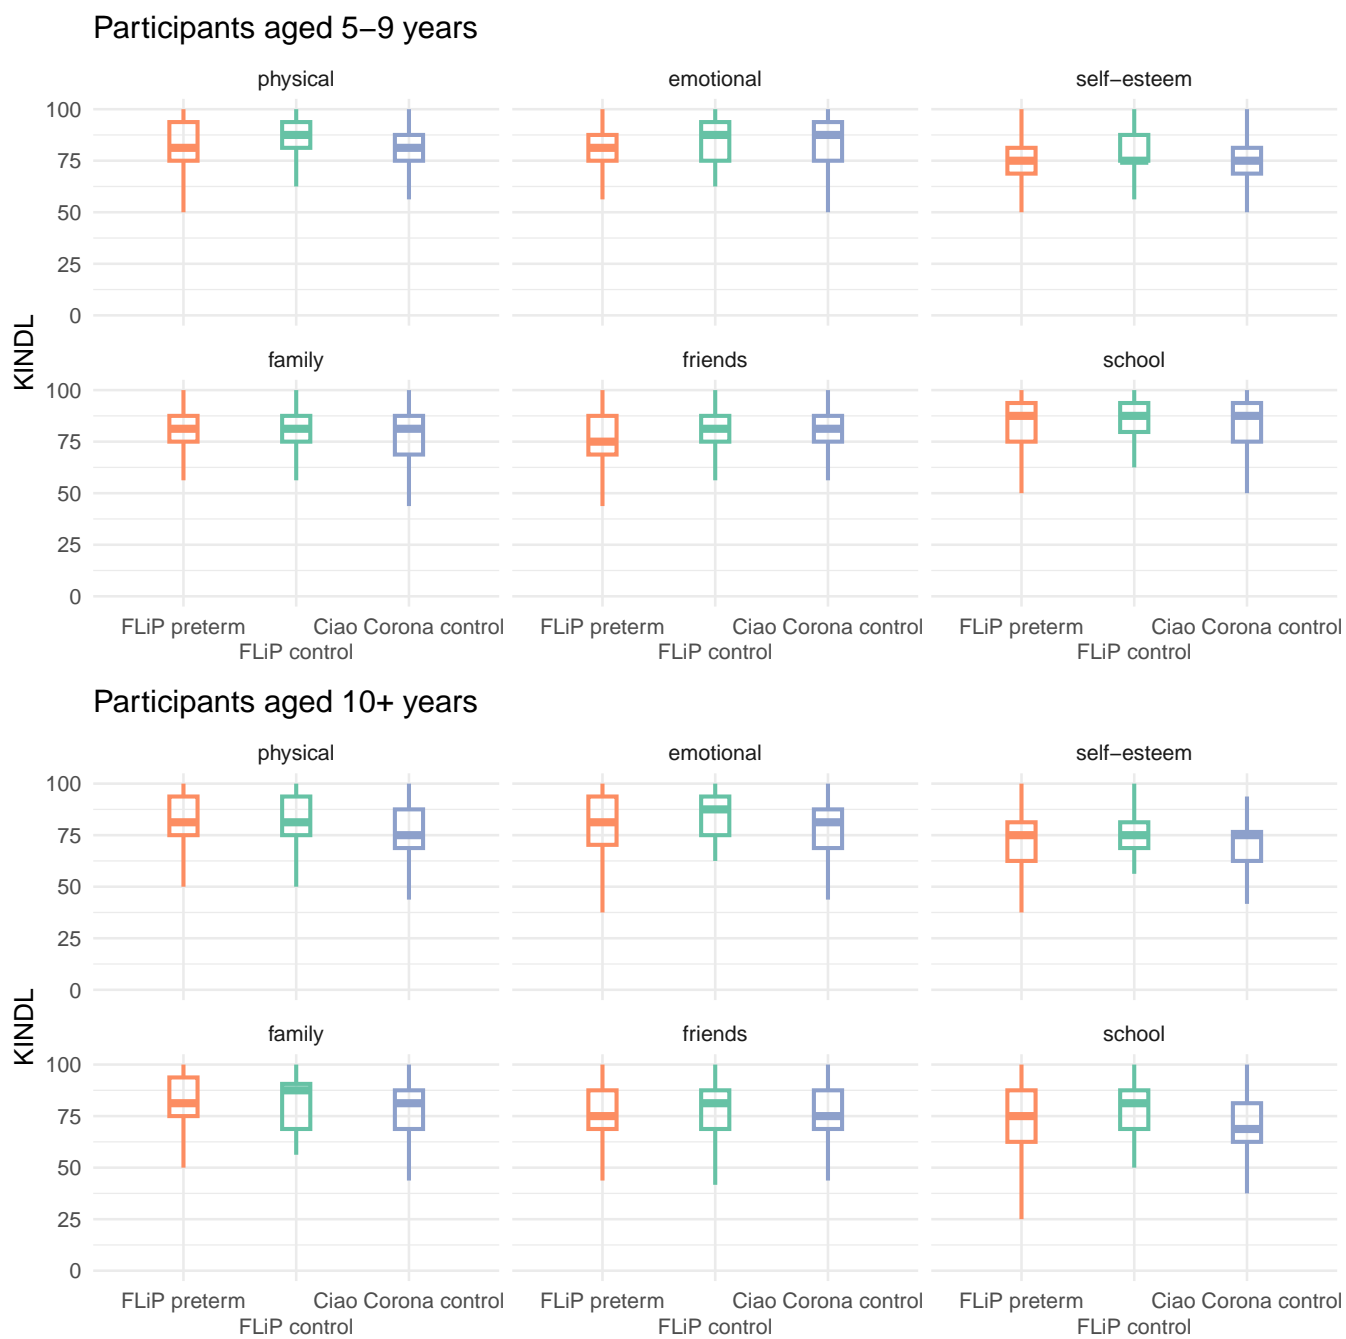 Participants aged 5−9 years
physical
emotional
self−esteem
100
75
50
25
0
KINDL
family
friends
school
100
75
50
25
0
FLiP preterm
Ciao Corona control
FLiP preterm
Ciao Corona control
FLiP preterm
Ciao Corona control
FLiP control
FLiP control
FLiP control
Participants aged 10+ years
physical
emotional
self−esteem
100
75
50
25
0
KINDL
family
friends
school
100
75
50
25
0
FLiP preterm
Ciao Corona control
FLiP preterm
Ciao Corona control
FLiP preterm
Ciao Corona control
FLiP control
FLiP control
FLiP control